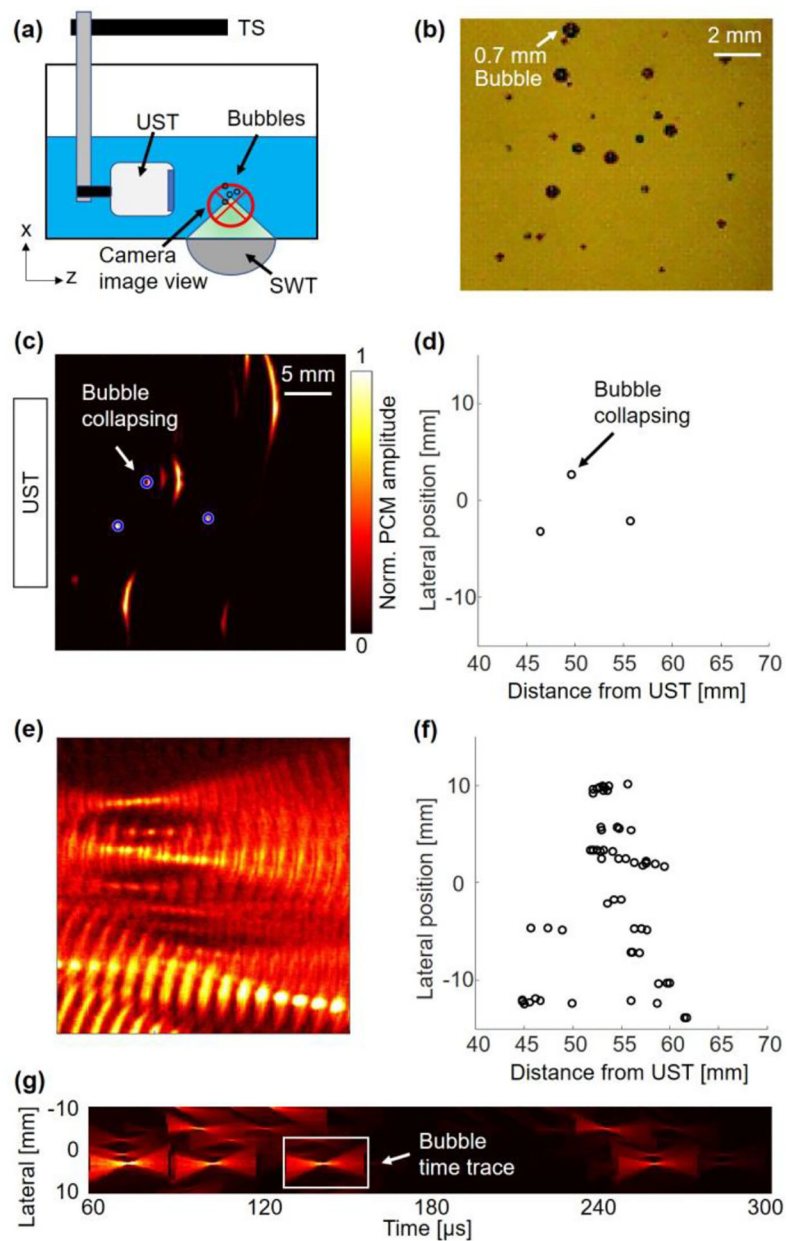 (a)
TS
UST
Bubbles
Camera
image view
SWT
X
Z
(b)
0.7 mm
Bubble
2 mm
(c)
Bubble
collapsing
5 mm
UST
1
0
Norm. PCM amplitude
(d)
Bubble
collapsing
Lateral position [mm]
10
0
-10
40 45 50 55 60 65 70
Distance from UST [mm]
(e)
(f)
Lateral position [mm]
10
0
-10
40 45 50 55 60 65 70
Distance from UST [mm]
(g)
Lateral [mm]
-10
0
10
Bubble
time trace
60 120 180 240 300
Time [µs]